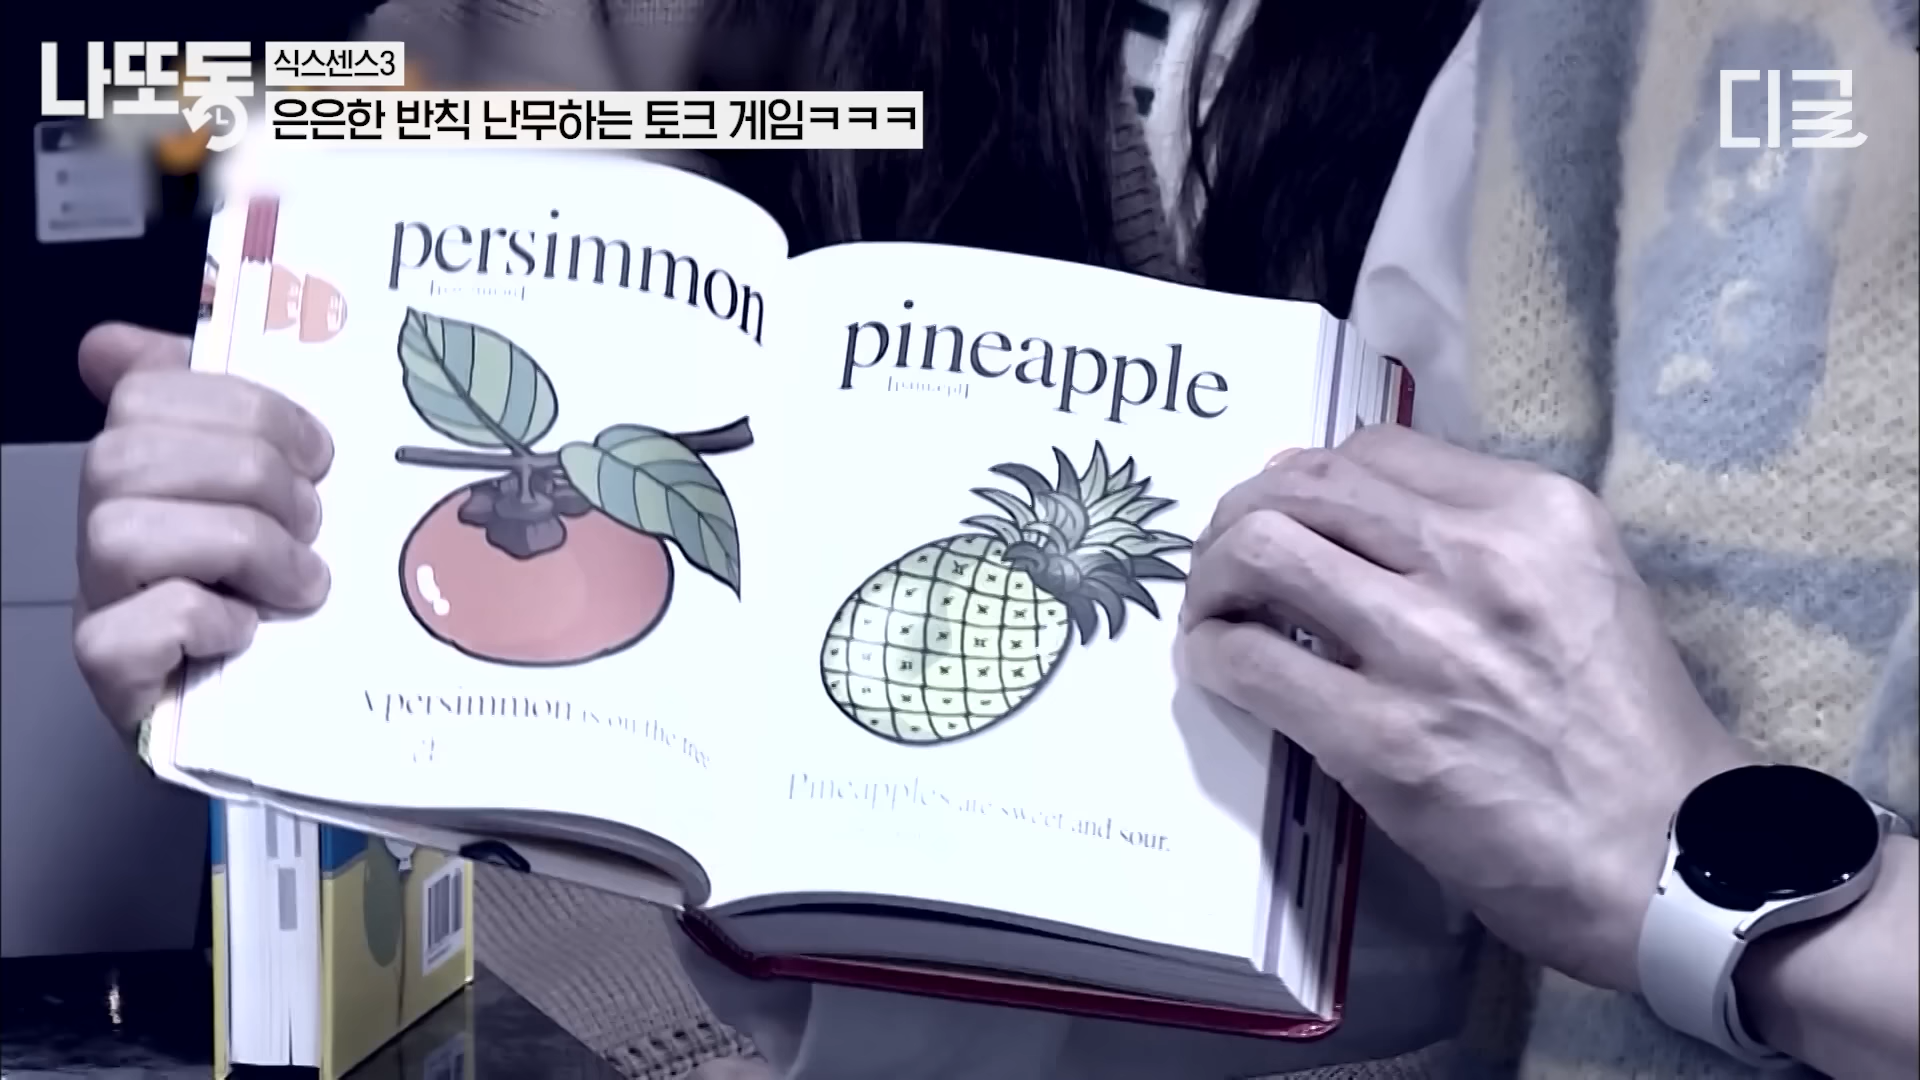 나또동
식스센스3
은은한 반칙 난무하는 토크 게임ㅋㅋㅋ
디글
persimmon
pineapple
A persimmon is on the tree
Pineapples are sweet and sour.